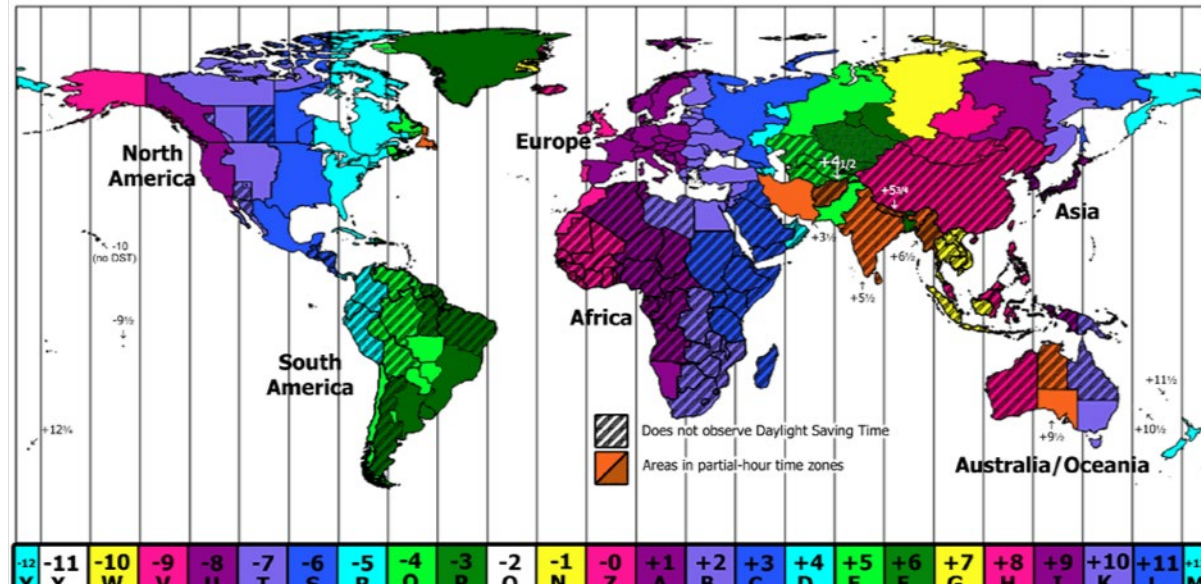 North
America
Europe
Asia
+4 1/2
+5 3/4
+3½
+6½
+5½
-10
(no DST)
-9½
Africa
South
America
+12¾
+11½
+10½
+9½
Does not observe Daylight Saving Time
Areas in partial-hour time zones
Australia/Oceania
-12 -11 -10 -9 -8 -7 -6 -5 -4 -3 -2 -1 -0 +1 +2 +3 +4 +5 +6 +7 +8 +9 +10 +11